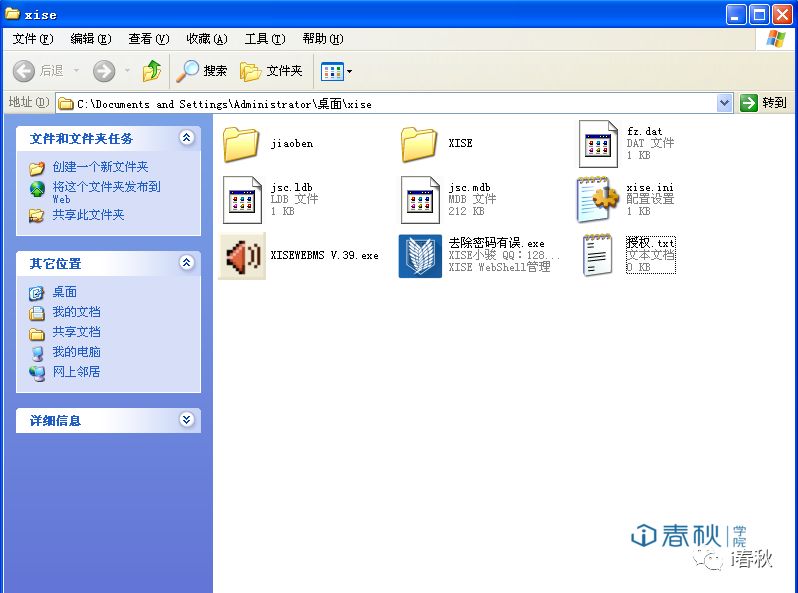 xise
文件(F) 编辑(E) 查看(V) 收藏(A) 工具(T) 帮助(H)
后退 搜索 文件夹
地址(D) C:\Documents and Settings\Administrator\桌面\xise 转到
文件和文件夹任务
创建一个新文件夹
将这个文件夹发布到
Web
共享此文件夹
其它位置
桌面
我的文档
共享文档
我的电脑
网上邻居
详细信息
jiaoben
XISE
fz.dat
DAT 文件
1 KB
jsc.ldb
LDB 文件
1 KB
jsc.mdb
MDB 文件
212 KB
xise.ini
配置设置
1 KB
XISEWEBMS V.39.exe
去除密码有误.exe
XISE小骏 QQ：128...
XISE WebShell管理
授权.txt
文本文档
0 KB
春秋学院
i春秋